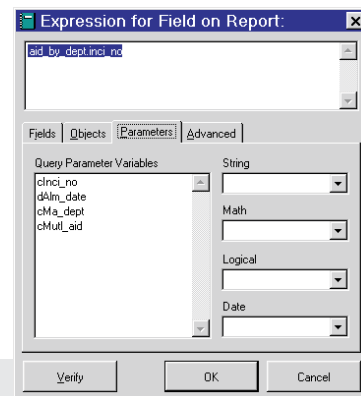 Expression for Field on Report:
aid_by_dept.inci_no
Fields Objects Parameters Advanced
Query Parameter Variables
cInci_no
dAlm_date
cMa_dept
cMutl_aid
String
Math
Logical
Date
Verify OK Cancel